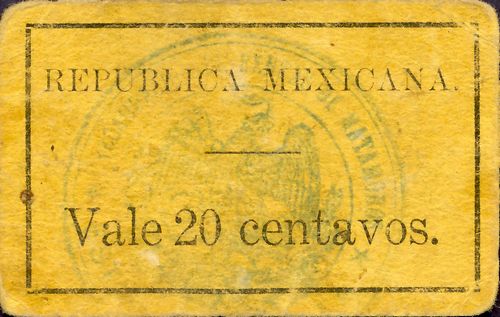 REPUBLICA MEXICANA.
Vale 20 centavos.